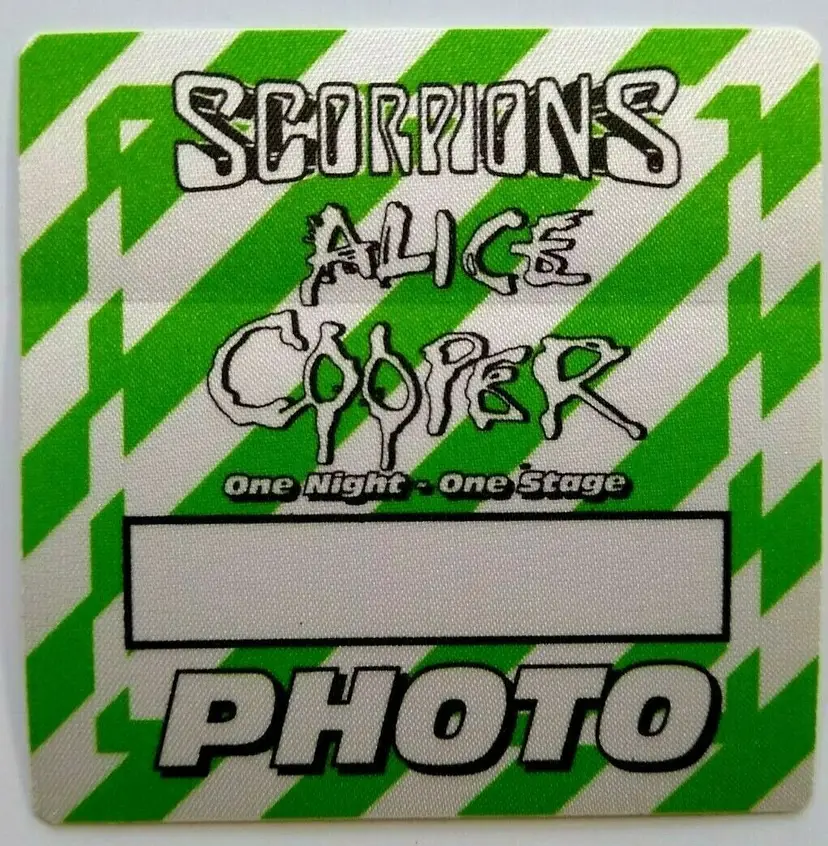 SCORPIONS
ALICE
COOPER
One Night - One Stage
PHOTO